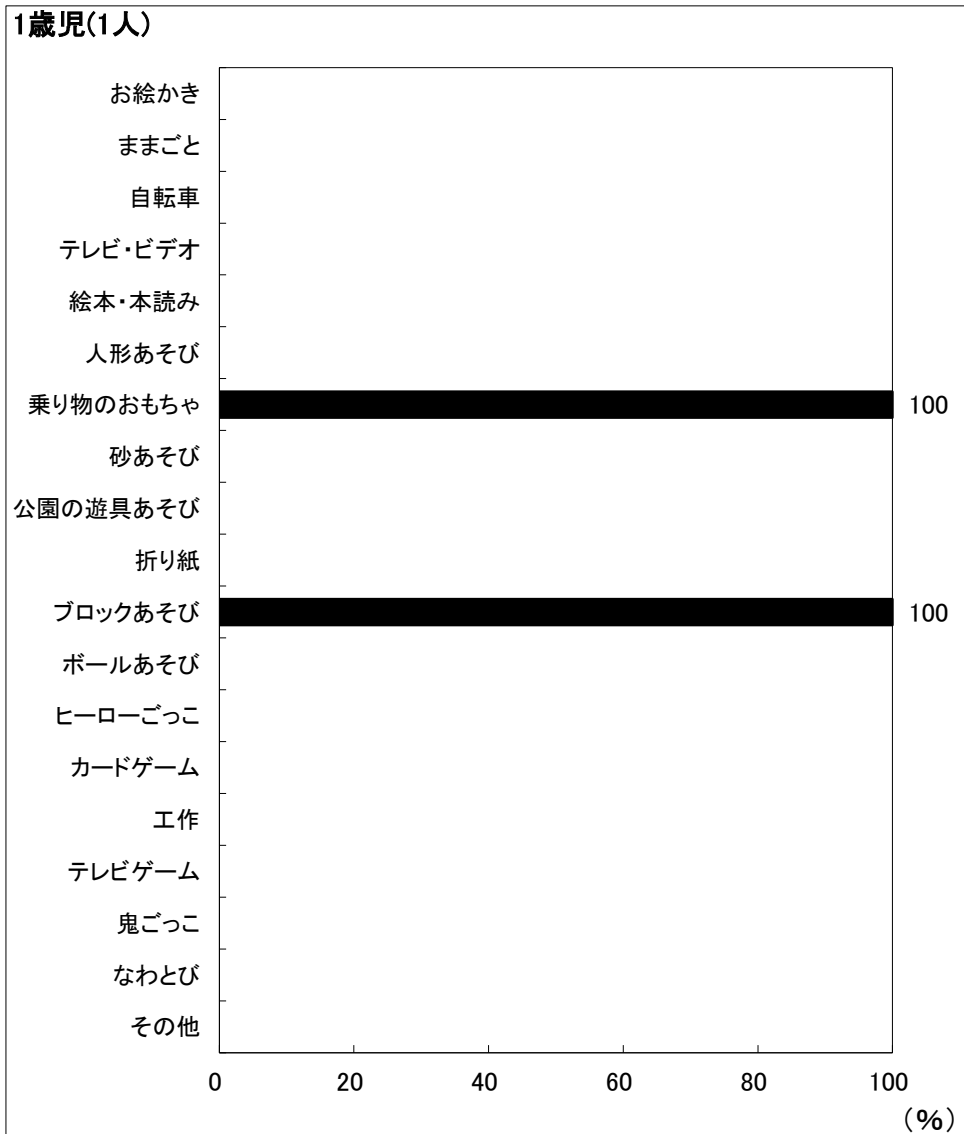 1歳児(1人)
お絵かき
ままごと
自転車
テレビ・ビデオ
絵本・本読み
人形あそび
乗り物のおもちゃ 100
砂あそび
公園の遊具あそび
折り紙
ブロックあそび 100
ボールあそび
ヒーローごっこ
カードゲーム
工作
テレビゲーム
鬼ごっこ
なわとび
その他
0 20 40 60 80 100
(%)